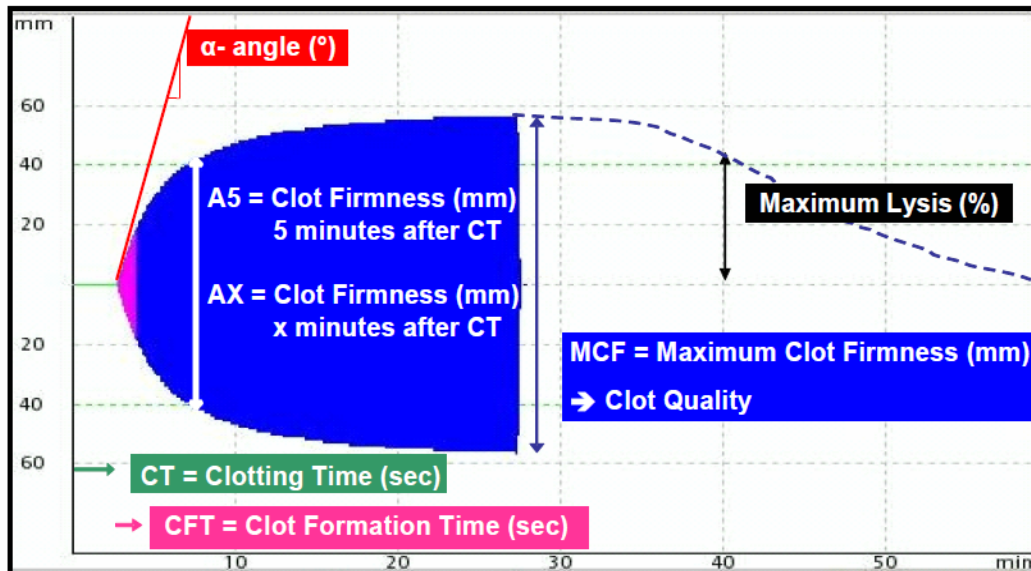 mm
α- angle (°)
60
40
20
A5 = Clot Firmness (mm)
5 minutes after CT
AX = Clot Firmness (mm)
x minutes after CT
Maximum Lysis (%)
MCF = Maximum Clot Firmness (mm)
➔ Clot Quality
20
40
60
CT = Clotting Time (sec)
CFT = Clot Formation Time (sec)
10 20 30 40 50 min